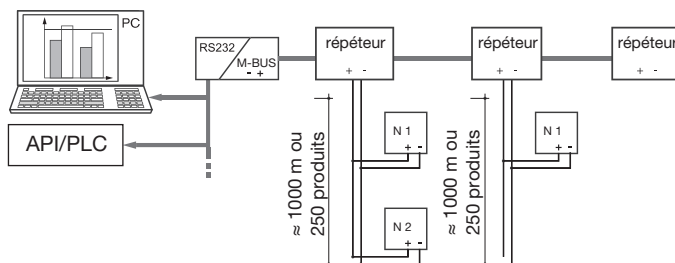 PC
RS232
M-BUS
- +
répéteur
+ -
répéteur
+ -
répéteur
+ -
API/PLC
≈ 1000 m ou
250 produits
N 1
+ -
N 2
+ -
≈ 1000 m ou
250 produits
N 1
+ -